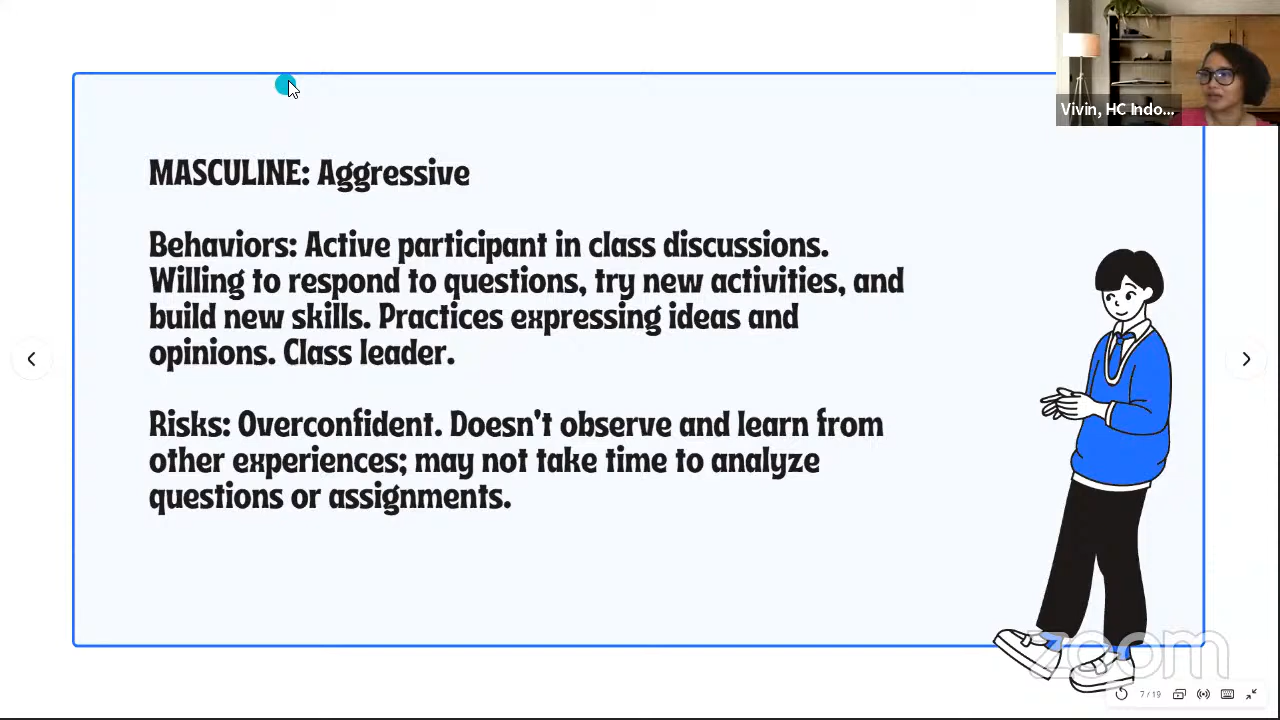 Vivin, HC Indo...
MASCULINE: Aggressive
Behaviors: Active participant in class discussions.
Willing to respond to questions, try new activities, and
build new skills. Practices expressing ideas and
opinions. Class leader.
Risks: Overconfident. Doesn't observe and learn from
other experiences; may not take time to analyze
questions or assignments.
zoom
7 / 19